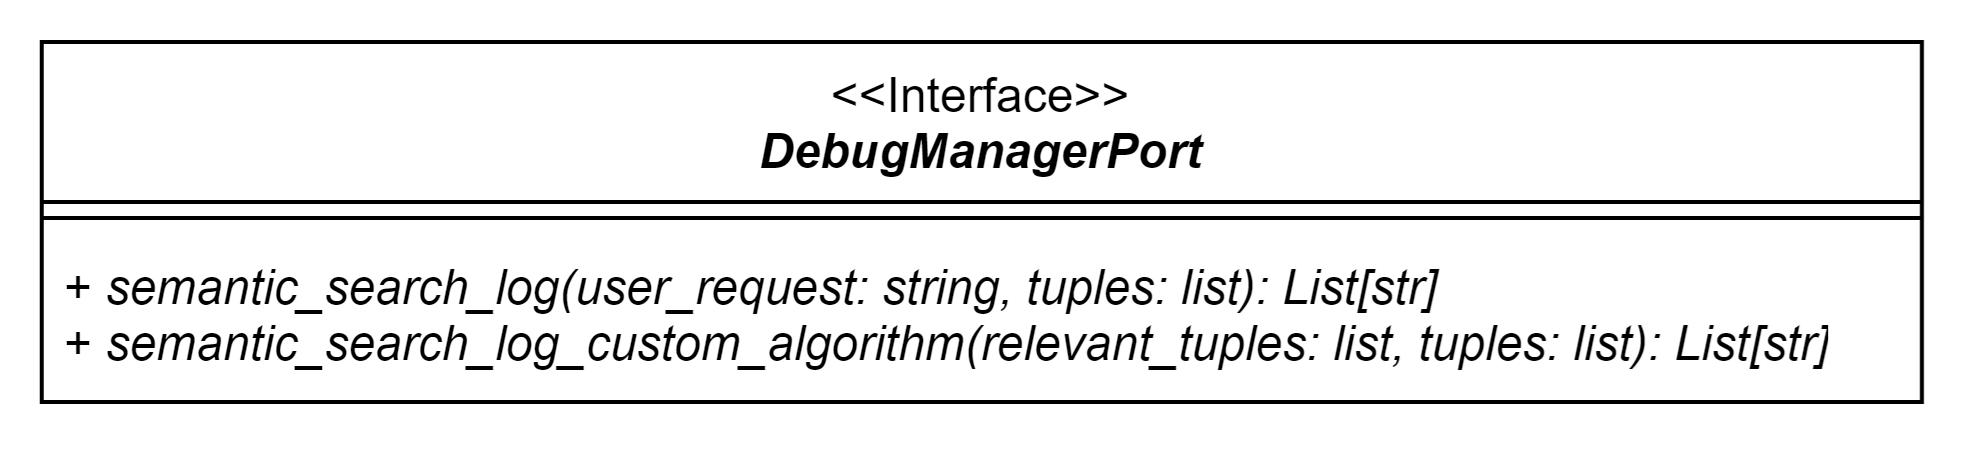 <<Interface>>
DebugManagerPort
+ semantic_search_log(user_request: string, tuples: list): List[str]
+ semantic_search_log_custom_algorithm(relevant_tuples: list, tuples: list): List[str]